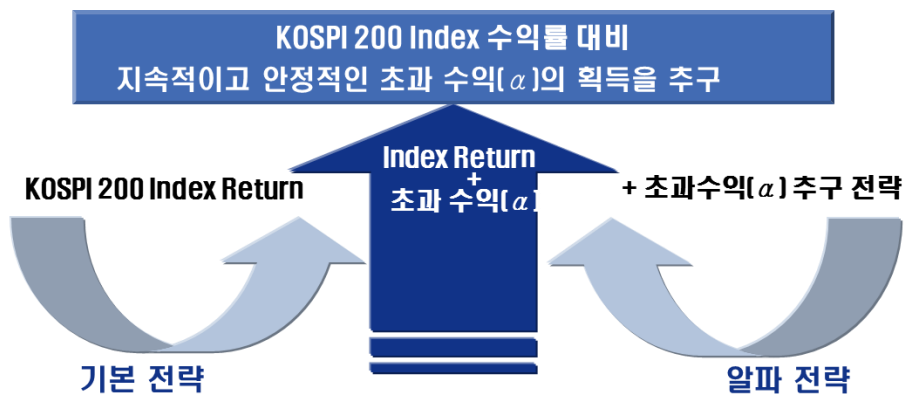 KOSPI 200 Index 수익률 대비
지속적이고 안정적인 초과 수익(α)의 획득을 추구
KOSPI 200 Index Return
Index Return
+
초과 수익(α)
+ 초과수익(α) 추구 전략
기본 전략
알파 전략